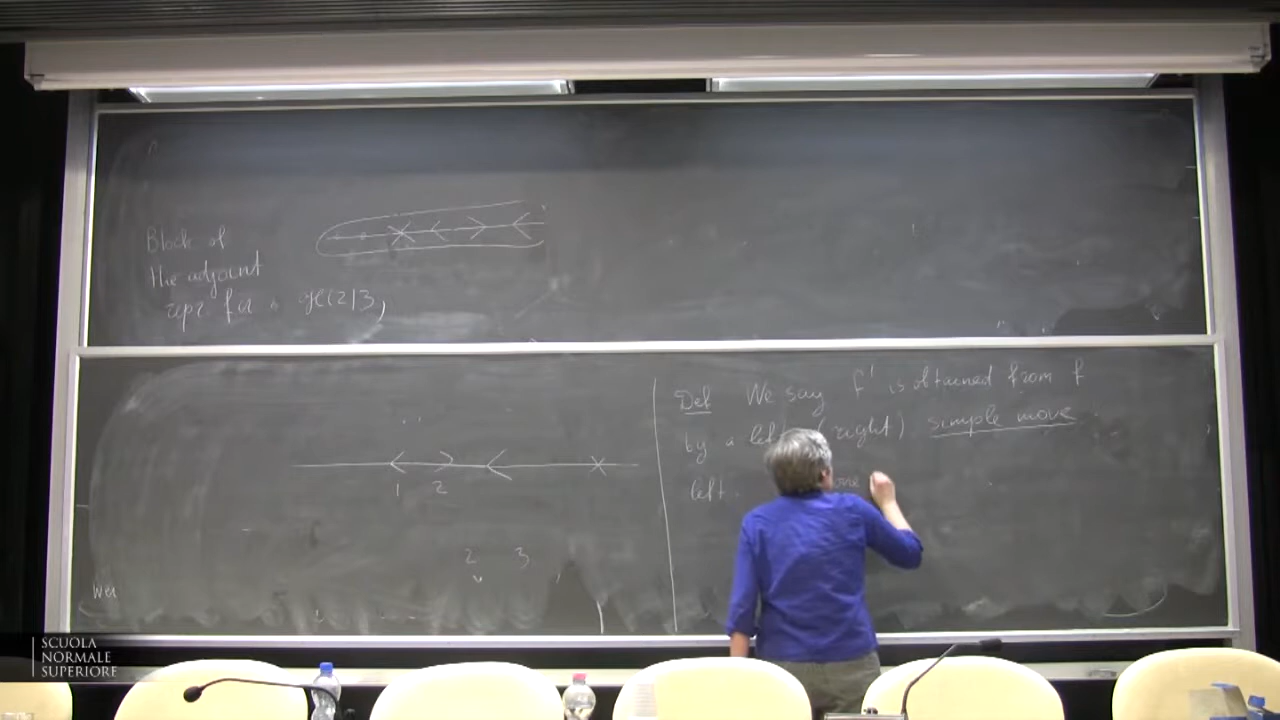 Block of
the adjoint
repr for gl(2|3)
1 2
2 3
Def We say f' is obtained from f
by a left (right) simple move
left. one
SCUOLA
NORMALE
SUPERIORE